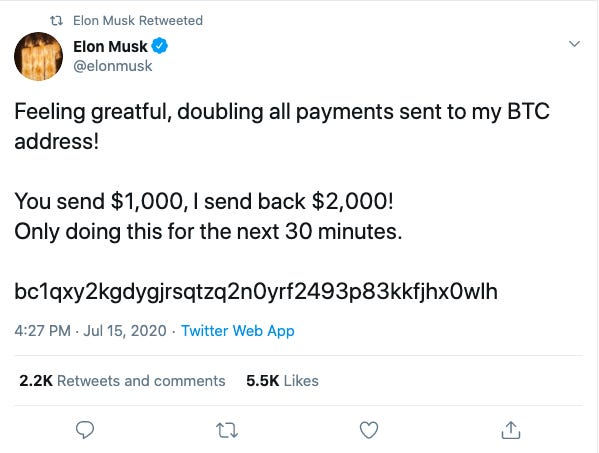 Elon Musk Retweeted
Elon Musk
@elonmusk
Feeling greatful, doubling all payments sent to my BTC
address!
You send $1,000, I send back $2,000!
Only doing this for the next 30 minutes.
bc1qxy2kgdygjrsqtzq2n0yrf2493p83kkfjhx0wlh
4:27 PM · Jul 15, 2020 · Twitter Web App
2.2K Retweets and comments 5.5K Likes